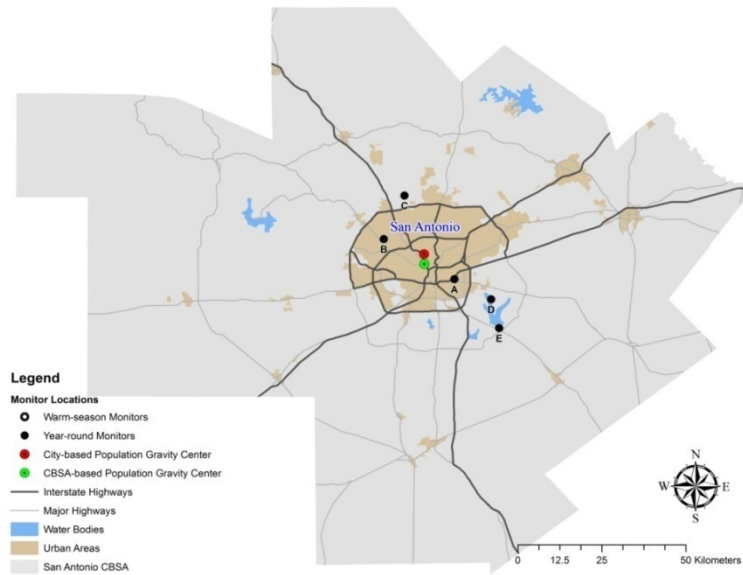 C
San Antonio
B
A
D
E
Legend
Monitor Locations
Warm-season Monitors
Year-round Monitors
City-based Population Gravity Center
CBSA-based Population Gravity Center
Interstate Highways
Major Highways
Water Bodies
Urban Areas
San Antonio CBSA
N
W E
S
0 12.5 25 50 Kilometers